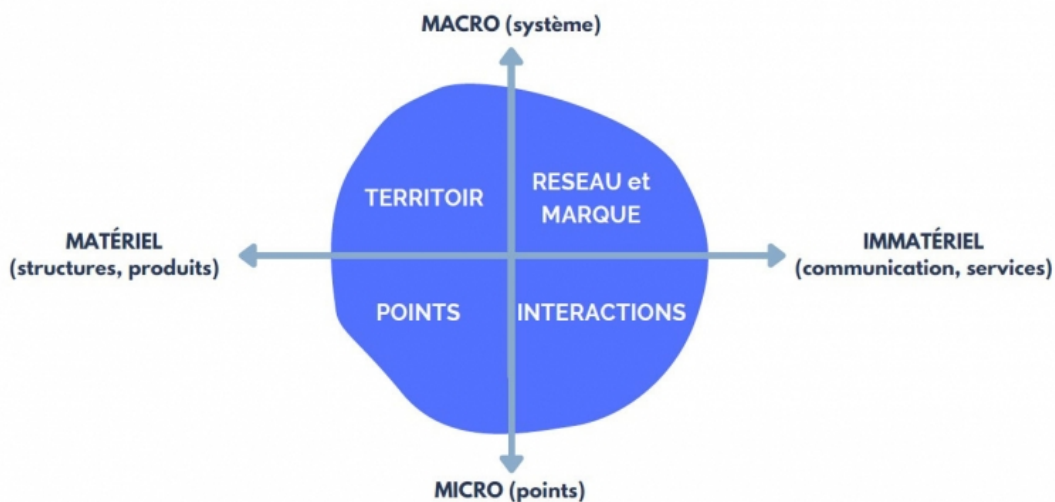 MACRO (système)
TERRITOIR
RESEAU et
MARQUE
MATÉRIEL
(structures, produits)
IMMATÉRIEL
(communication, services)
POINTS
INTERACTIONS
MICRO (points)